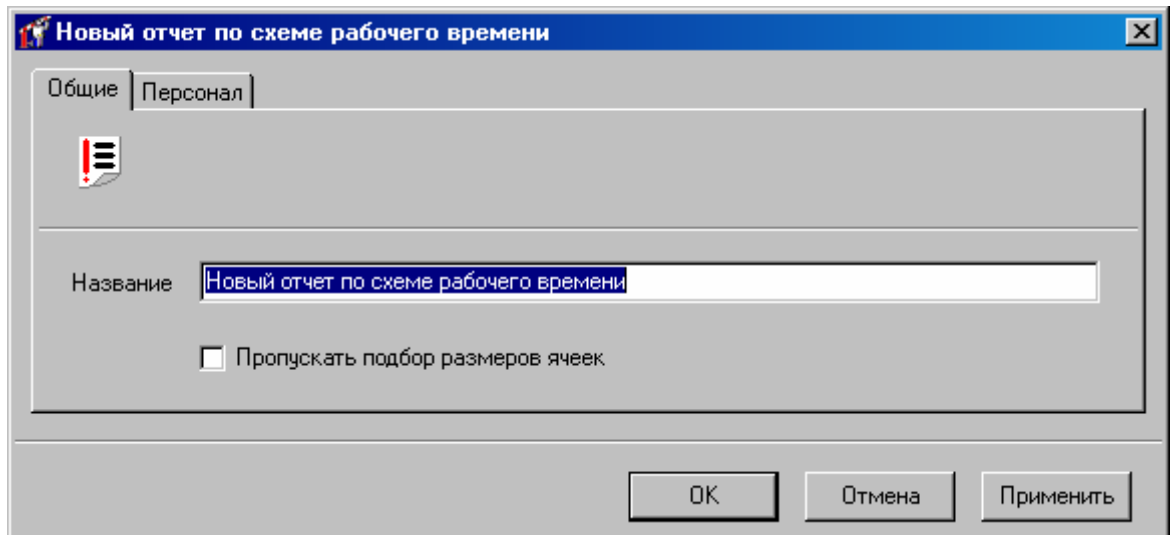 Новый отчет по схеме рабочего времени
Общие Персонал
Название Новый отчет по схеме рабочего времени
Пропускать подбор размеров ячеек
OK Отмена Применить